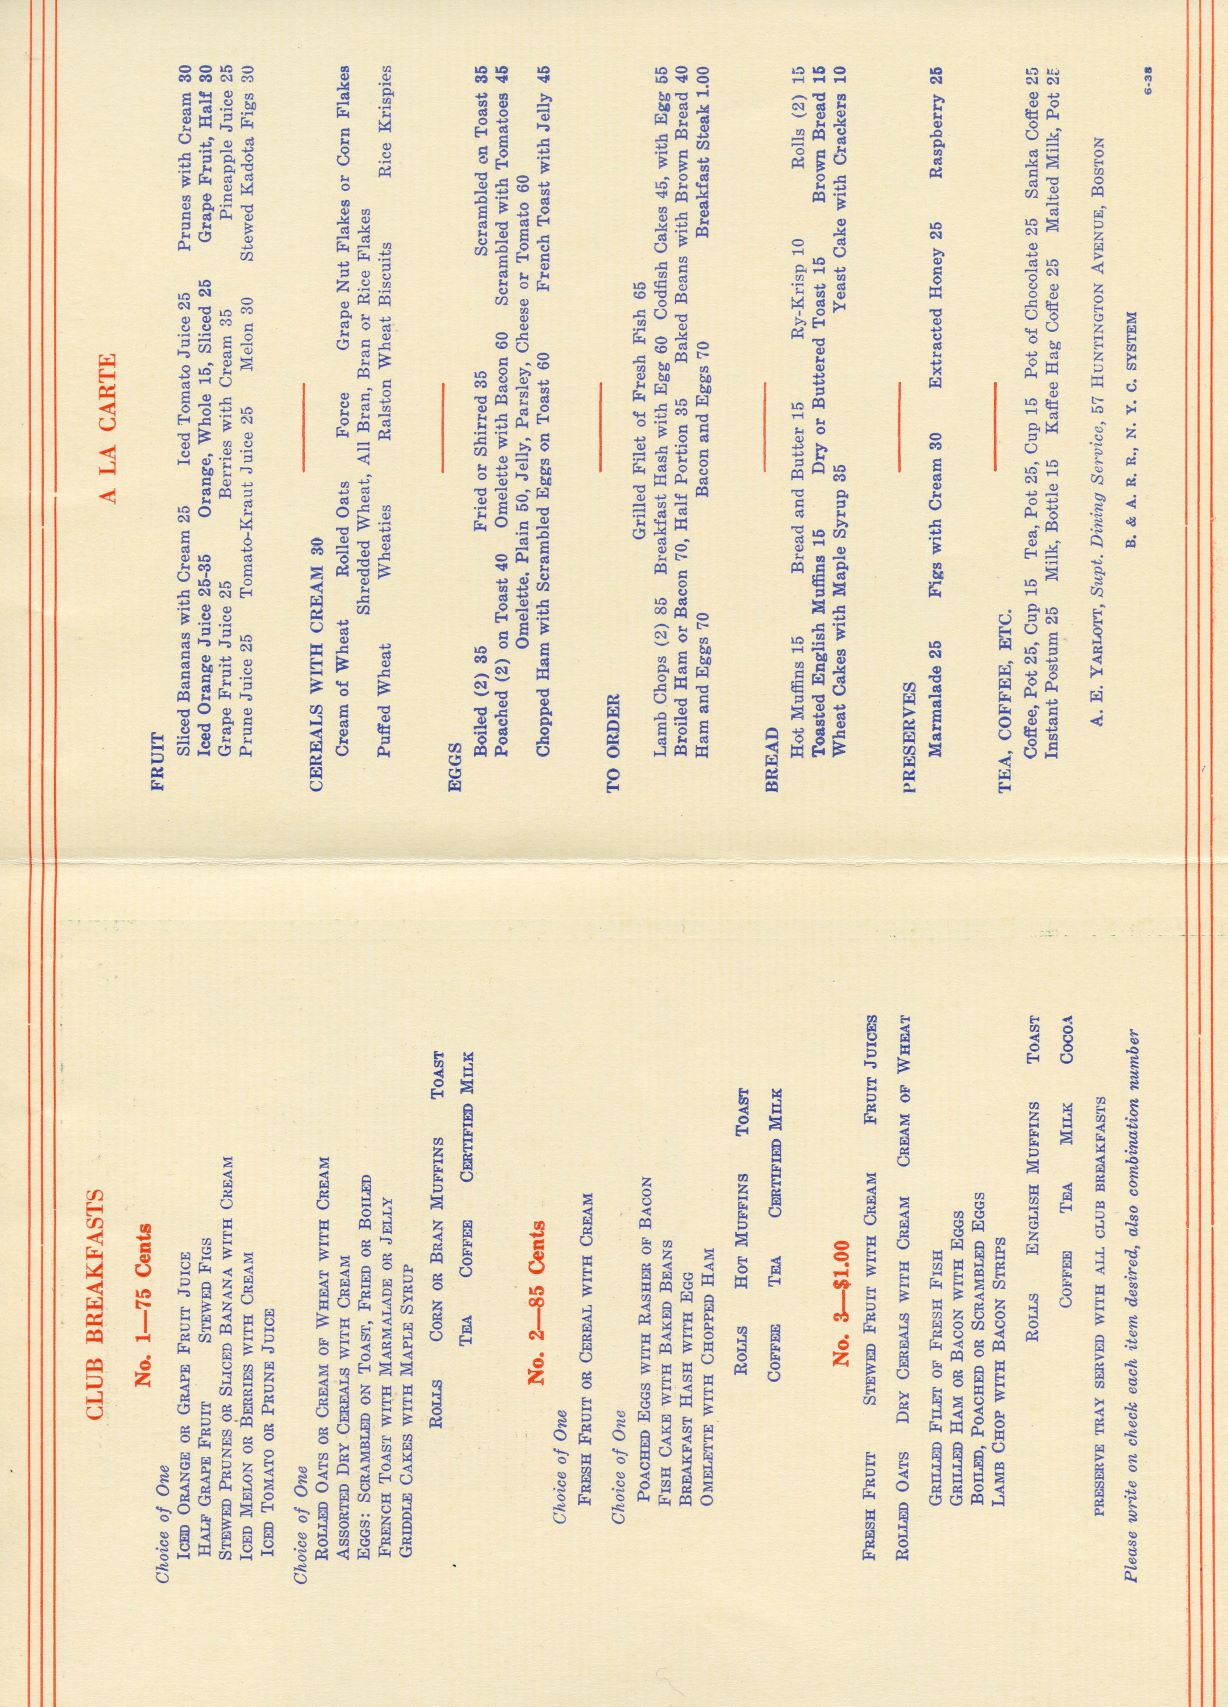 CLUB BREAKFASTS
No. 1—75 Cents
Choice of One
ICED ORANGE OR GRAPE FRUIT JUICE
HALF GRAPE FRUIT STEWED FIGS
STEWED PRUNES OR SLICED BANANA WITH CREAM
ICED MELON OR BERRIES WITH CREAM
ICED TOMATO OR PRUNE JUICE
Choice of One
ROLLED OATS OR CREAM OF WHEAT WITH CREAM
ASSORTED DRY CEREALS WITH CREAM
EGGS: SCRAMBLED ON TOAST, FRIED OR BOILED
FRENCH TOAST WITH MARMALADE OR JELLY
GRIDDLE CAKES WITH MAPLE SYRUP
ROLLS CORN OR BRAN MUFFINS TOAST
TEA COFFEE CERTIFIED MILK
No. 2—85 Cents
Choice of One
FRESH FRUIT OR CEREAL WITH CREAM
Choice of One
POACHED EGGS WITH RASHER OF BACON
FISH CAKE WITH BAKED BEANS
BREAKFAST HASH WITH EGG
OMELETTE WITH CHOPPED HAM
ROLLS HOT MUFFINS TOAST
COFFEE TEA CERTIFIED MILK
No. 3—$1.00
FRESH FRUIT STEWED FRUIT WITH CREAM FRUIT JUICES
ROLLED OATS DRY CEREALS WITH CREAM CREAM OF WHEAT
GRILLED FILET OF FRESH FISH
GRILLED HAM OR BACON WITH EGGS
BOILED, POACHED OR SCRAMBLED EGGS
LAMB CHOP WITH BACON STRIPS
ROLLS ENGLISH MUFFINS TOAST
COFFEE TEA MILK COCOA
PRESERVE TRAY SERVED WITH ALL CLUB BREAKFASTS
Please write on check each item desired, also combination number
A LA CARTE
FRUIT
Sliced Bananas with Cream 25 Iced Tomato Juice 25 Prunes with Cream 30
Iced Orange Juice 25-35 Orange, Whole 15, Sliced 25 Grape Fruit, Half 30
Grape Fruit Juice 25 Berries with Cream 35 Pineapple Juice 25
Prune Juice 25 Tomato-Kraut Juice 25 Melon 30 Stewed Kadota Figs 30
CEREALS WITH CREAM 30
Cream of Wheat Rolled Oats Force Grape Nut Flakes or Corn Flakes
Shredded Wheat, All Bran, Bran or Rice Flakes
Puffed Wheat Wheaties Ralston Wheat Biscuits Rice Krispies
EGGS
Boiled (2) 35 Fried or Shirred 35 Scrambled on Toast 35
Poached (2) on Toast 40 Omelette with Bacon 60 Scrambled with Tomatoes 45
Omelette, Plain 50, Jelly, Parsley, Cheese or Tomato 60
Chopped Ham with Scrambled Eggs on Toast 60 French Toast with Jelly 45
TO ORDER
Grilled Filet of Fresh Fish 65
Lamb Chops (2) 85 Breakfast Hash with Egg 60 Codfish Cakes 45, with Egg 55
Broiled Ham or Bacon 70, Half Portion 35 Baked Beans with Brown Bread 40
Ham and Eggs 70 Bacon and Eggs 70 Breakfast Steak 1.00
BREAD
Hot Muffins 15 Bread and Butter 15 Ry-Krisp 10 Rolls (2) 15
Toasted English Muffins 15 Dry or Buttered Toast 15 Brown Bread 15
Wheat Cakes with Maple Syrup 35 Yeast Cake with Crackers 10
PRESERVES
Marmalade 25 Figs with Cream 30 Extracted Honey 25 Raspberry 25
TEA, COFFEE, ETC.
Coffee, Pot 25, Cup 15 Tea, Pot 25, Cup 15 Pot of Chocolate 25 Sanka Coffee 25
Instant Postum 25 Milk, Bottle 15 Kaffee Hag Coffee 25 Malted Milk, Pot 25
A. E. YARLOTT, Supt. Dining Service, 57 HUNTINGTON AVENUE, BOSTON
B. & A. R. R., N. Y. C. SYSTEM
6-38